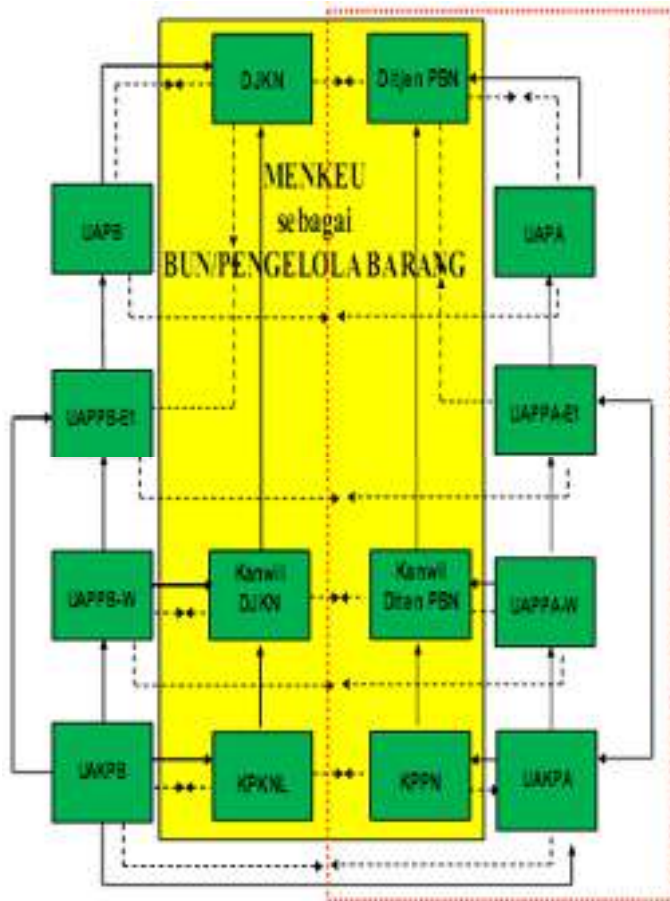 DJKN
Ditjen PBN
MENKEU
sebagai
BUN/PENGELOLA BARANG
UAPB
UAPA
UAPPB-E1
UAPPA-E1
UAPPB-W
Kanwil
DJKN
Kanwil
Ditjen PBN
UAPPA-W
UAKPB
KPKNL
KPPN
UAKPA